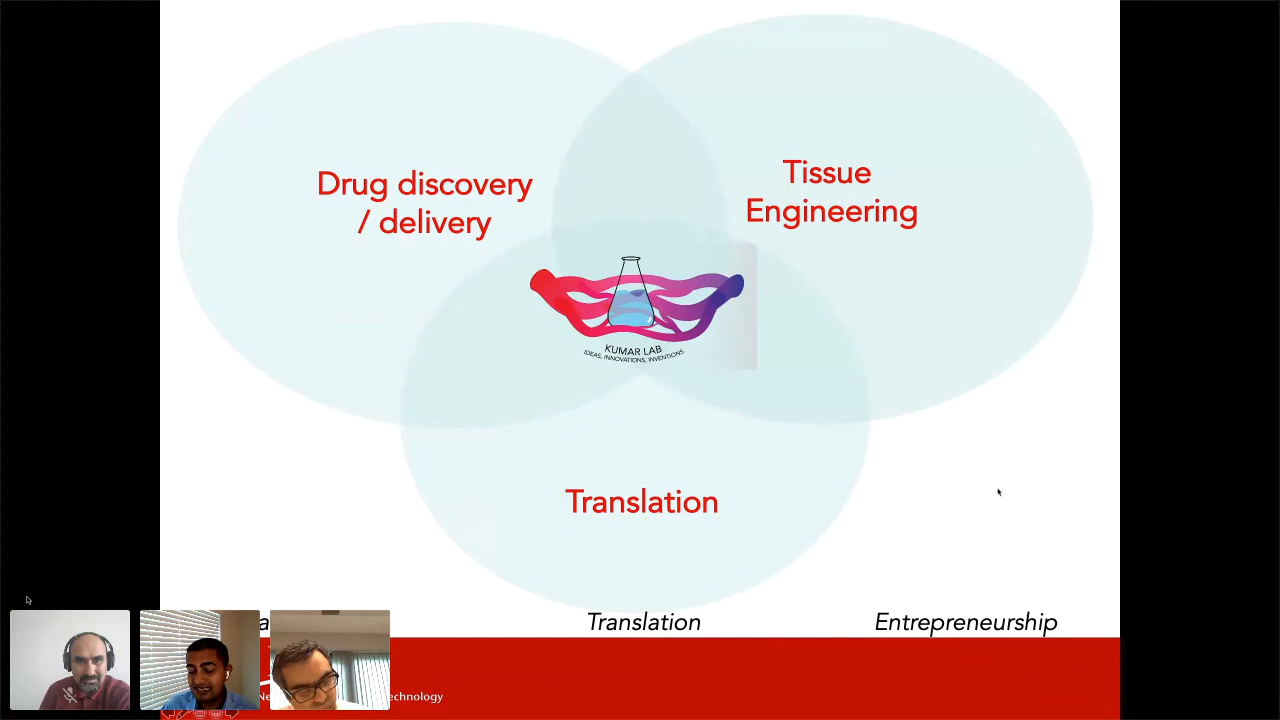 Drug discovery
/ delivery
Tissue
Engineering
KUMAR LAB
IDEAS, INNOVATIONS, INVENTIONS
Translation
Translation
Entrepreneurship